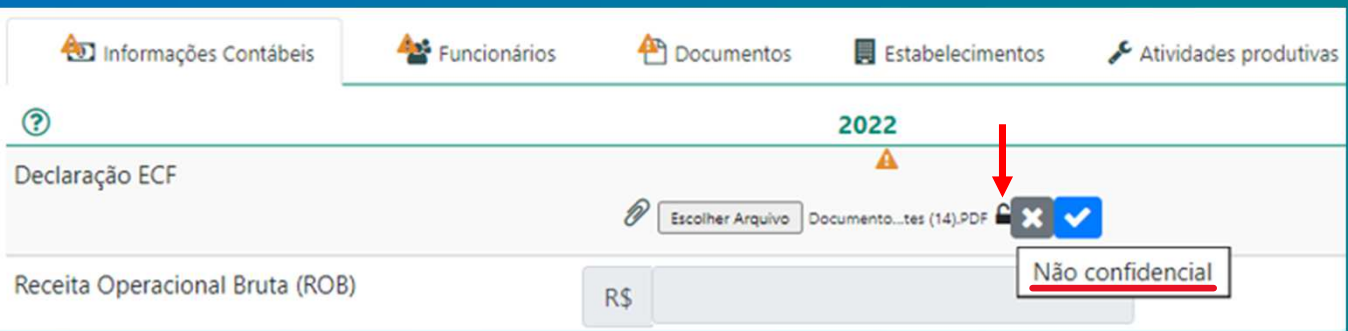 Informações Contábeis Funcionários Documentos Estabelecimentos Atividades produtivas
2022
Declaração ECF
Escolher Arquivo Documento...tes (14).PDF
Não confidencial
Receita Operacional Bruta (ROB) R$